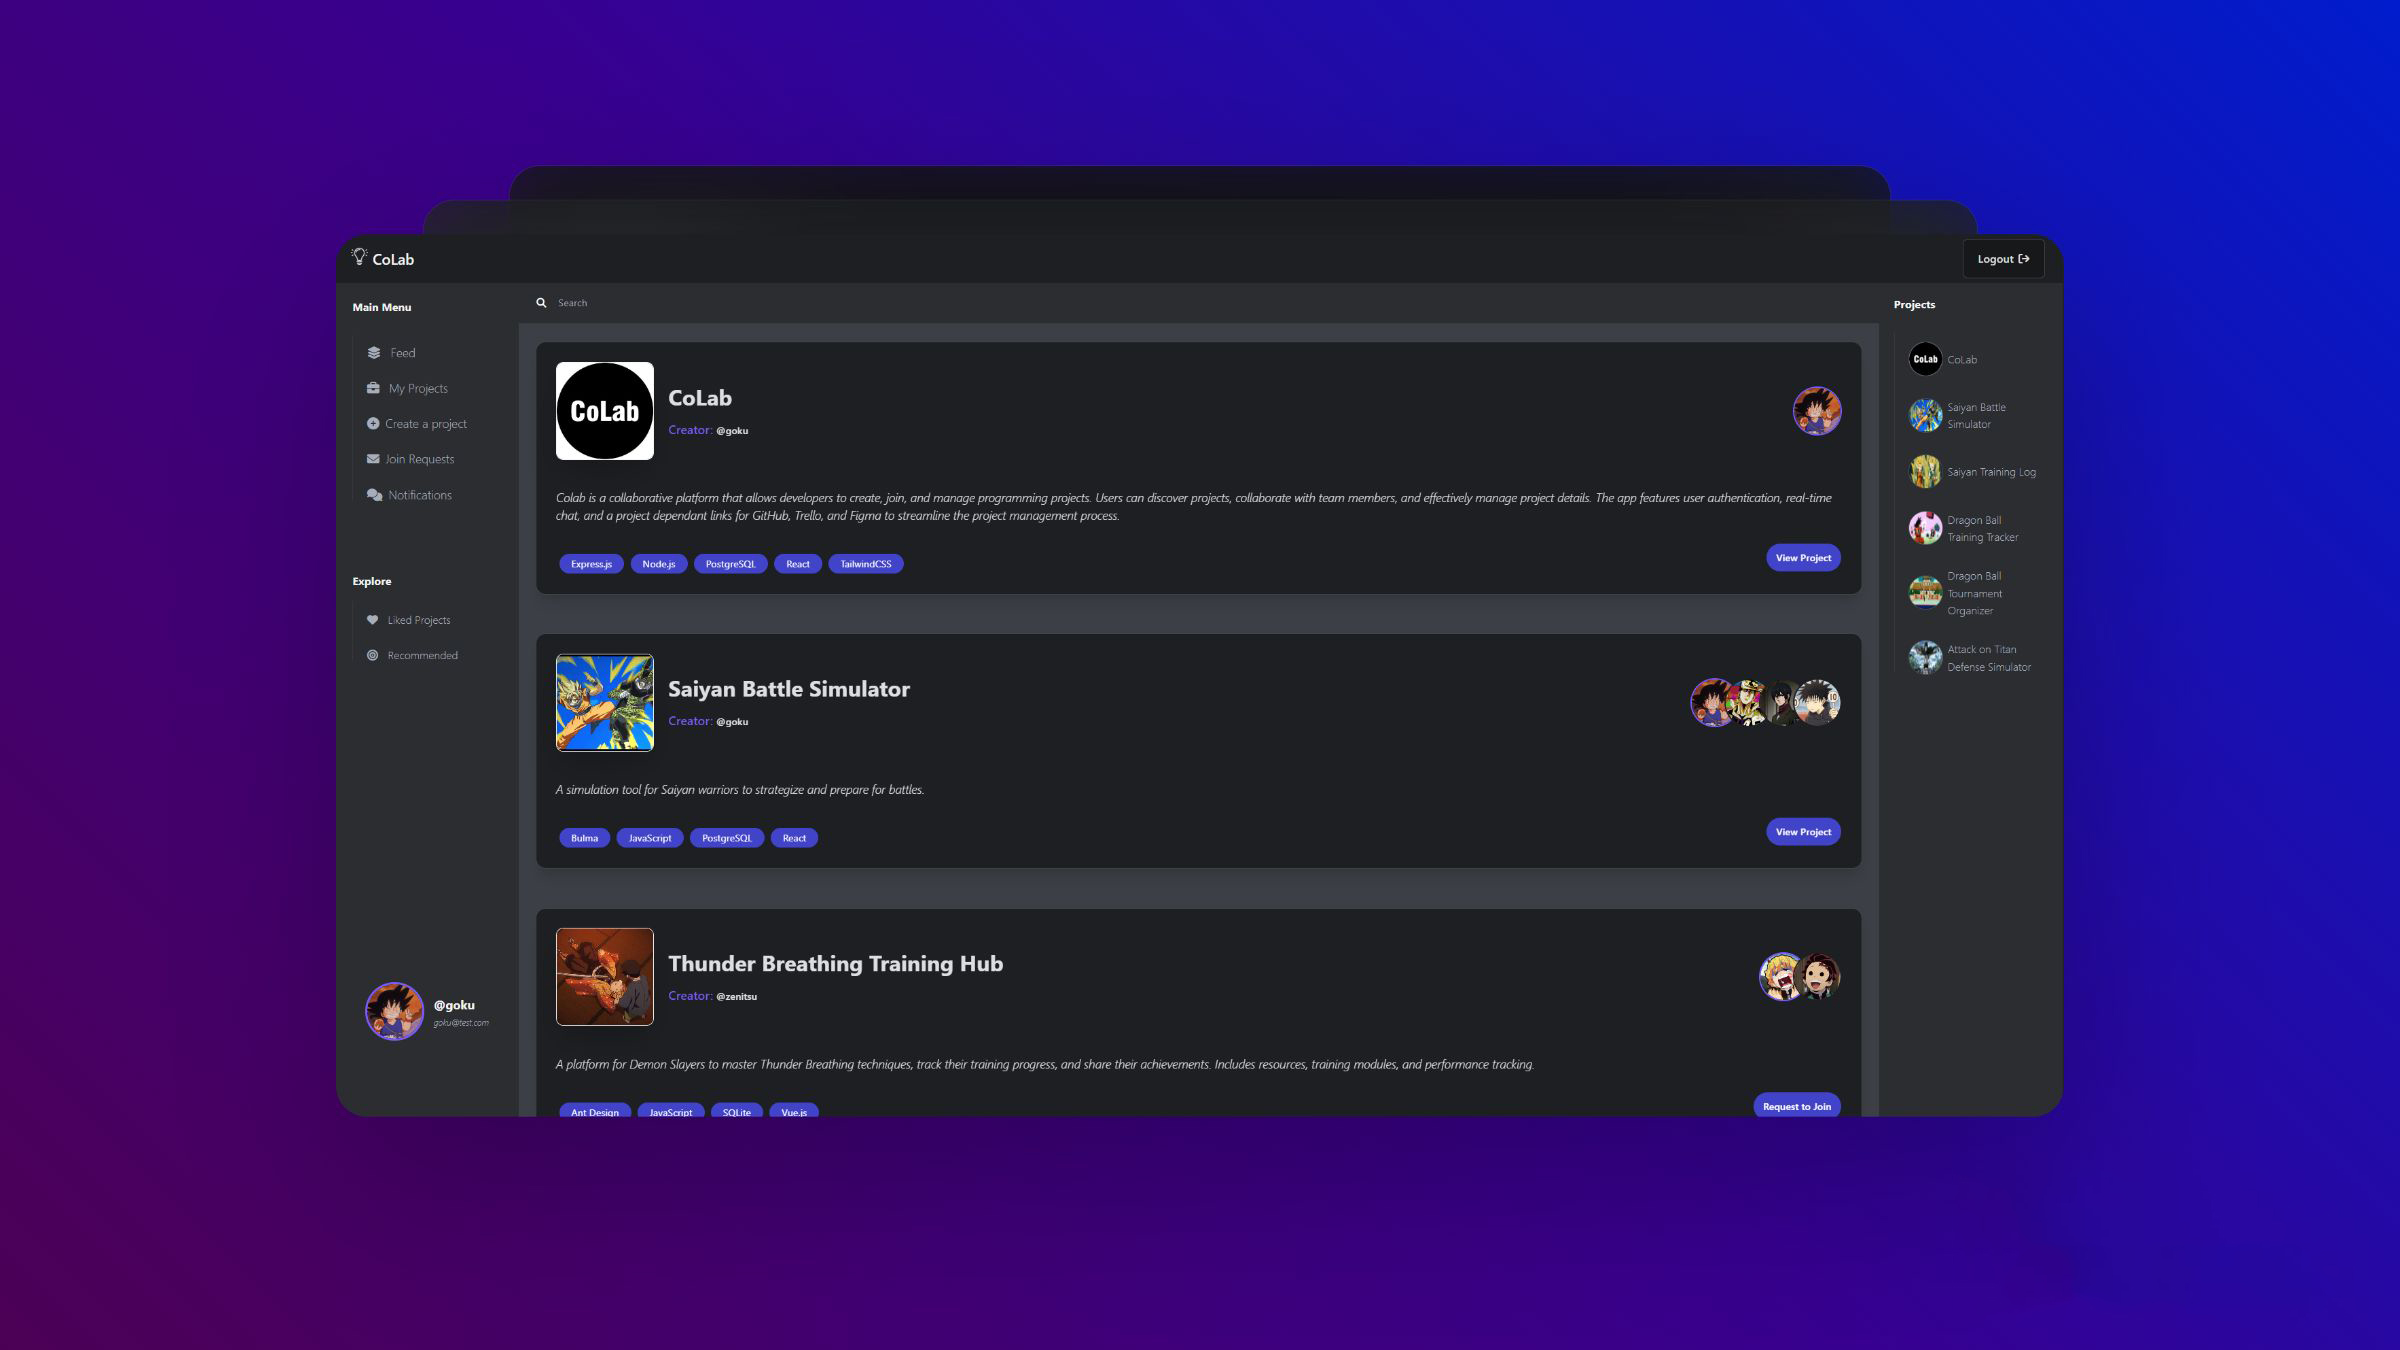 CoLab
Logout
Main Menu
Feed
My Projects
Create a project
Join Requests
Notifications
Explore
Liked Projects
Recommended
@goku
goku@test.com
Search
CoLab
CoLab
Creator: @goku
Colab is a collaborative platform that allows developers to create, join, and manage programming projects. Users can discover projects, collaborate with team members, and effectively manage project details. The app features user authentication, real-time
chat, and a project dependant links for GitHub, Trello, and Figma to streamline the project management process.
Express.js Node.js PostgreSQL React TailwindCSS
View Project
Saiyan Battle Simulator
Creator: @goku
A simulation tool for Saiyan warriors to strategize and prepare for battles.
Bulma JavaScript PostgreSQL React
View Project
Thunder Breathing Training Hub
Creator: @zenitsu
A platform for Demon Slayers to master Thunder Breathing techniques, track their training progress, and share their achievements. Includes resources, training modules, and performance tracking.
Ant Design JavaScript SQLite Vue.js
Request to Join
Projects
CoLab CoLab
Saiyan Battle
Simulator
Saiyan Training Log
Dragon Ball
Training Tracker
Dragon Ball
Tournament
Organizer
Attack on Titan
Defense Simulator